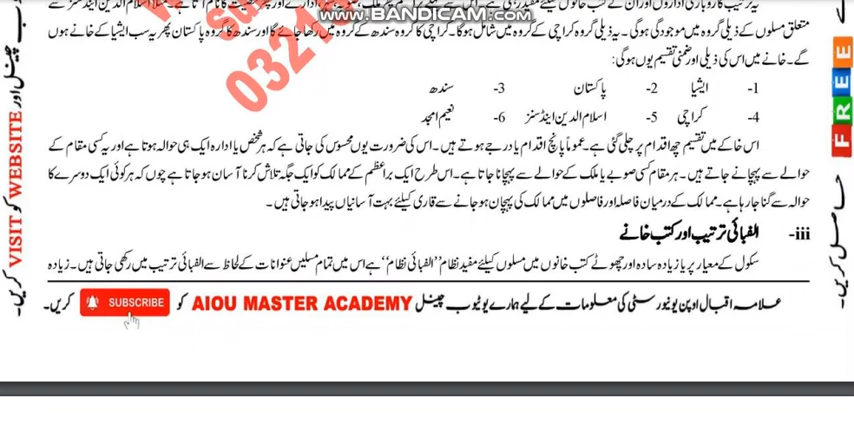 www.BANDICAM.com
متعلق مسلوں کے ذیلی گروہ میں موجودگی ہوگی۔ یہ ذیلی گروہ کراچی کے گروہ میں شامل ہوگا۔ کراچی کا گروہ سندھ کے گروہ میں رکھا جائے گا اور سندھ کا گروہ پاکستان پھر یہ سب ایشیا کے خانے ہوں
گے۔ خانے میں اس کی ذیلی اور ضمنی تقسیم یوں ہوگی:
1- ایشیا 2- پاکستان 3- سندھ
4- کراچی 5- اسلام الدین اینڈ سنز 6- نعیم امجد
اس خاکے میں تقسیم چھ اقدام پر چلی گئی ہے۔ عموماً پانچ اقدام یا درجے ہوتے ہیں۔ اس کی ضرورت یوں محسوس کی جاتی ہے کہ ہر شخص یا ادارہ ایک ہی حوالہ ہوتا ہے اور یہ کسی مقام کے
حوالے سے پہچانے جاتے ہیں۔ ہر مقام کسی صوبے یا ملک کے حوالے سے پہچانا جاتا ہے۔ اس طرح ایک براعظم کے ممالک کو ایک جگہ تلاش کرنا آسان ہو جاتا ہے چوں کہ ہر کوئی ایک دوسرے کا
حوالہ سے گنا جا رہا ہے۔ ممالک کے درمیان فاصلہ اور فاصلوں میں ممالک کی پہچان ہو جانے سے قاری کیلئے بہت آسانیاں پیدا ہو جاتی ہیں۔
iii- الفبائی ترتیب اور کتب خانے
سکول کے معیار پر یا زیادہ سادہ اور چھوٹے کتب خانوں میں مسلوں کیلئے مفید نظام ”الفبائی نظام“ ہے اس میں تمام مسلیں عنوانات کے لحاظ سے الفبائی ترتیب میں رکھی جاتی ہیں۔ زیادہ
علامہ اقبال اوپن یونیورسٹی کی معلومات کے لیے ہمارے یوٹیوب چینل AIOU MASTER ACADEMY کو SUBSCRIBE کریں۔
چینل اور WEBSITE کو VISIT کریں۔
FREE حاصل کریں۔
0321